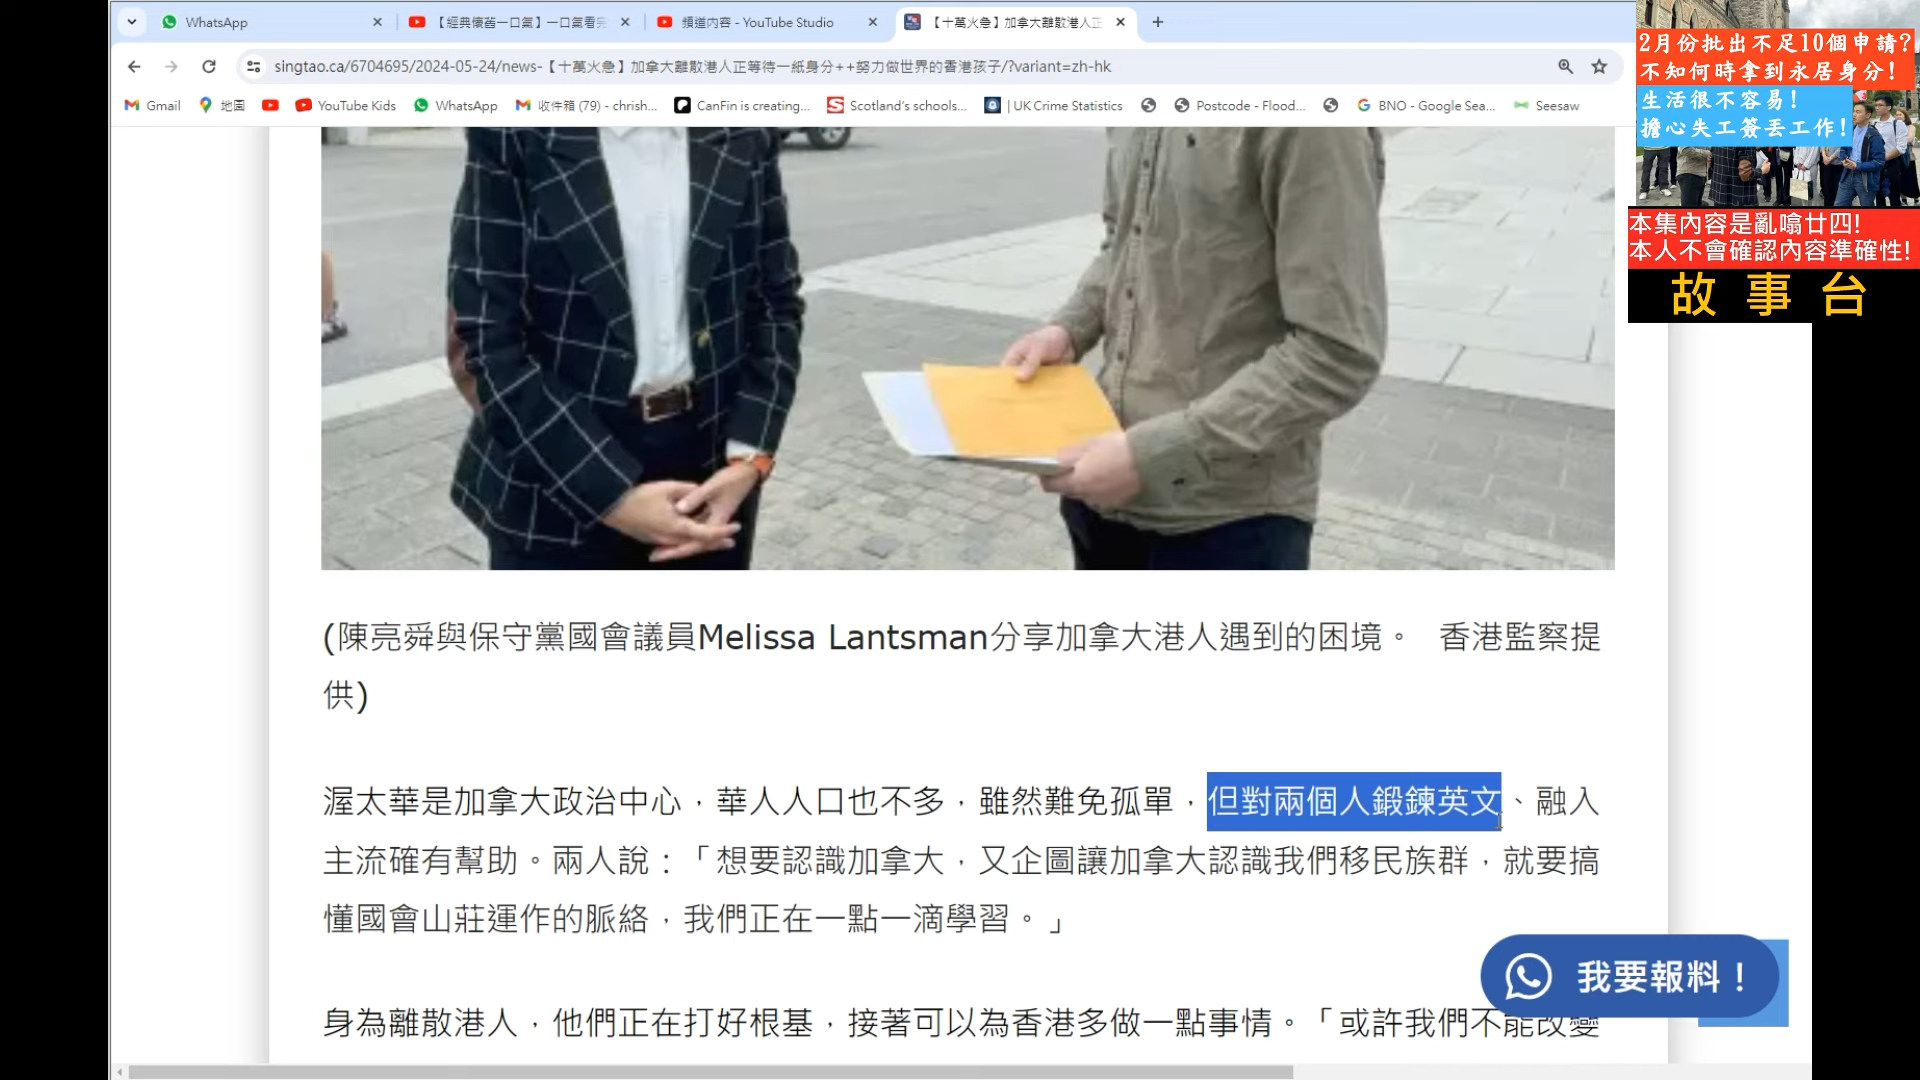 WhatsApp
【經典懷舊一口氣】一口氣看完
頻道內容 - YouTube Studio
【十萬火急】加拿大離散港人正
singtao.ca/6704695/2024-05-24/news-【十萬火急】加拿大離散港人正等待一紙身分++努力做世界的香港孩子/?variant=zh-hk
Gmail
地圖
YouTube Kids
WhatsApp
收件箱 (79) - chrish...
CanFin is creating...
Scotland's schools...
| UK Crime Statistics
Postcode - Flood...
BNO - Google Sea...
Seesaw
2月份批出不足10個申請?
不知何時拿到永居身分!
生活很不容易!
擔心失工簽丟工作!
本集內容是亂噏廿四!
本人不會確認內容準確性!
故事台
(陳亮舜與保守黨國會議員Melissa Lantsman分享加拿大港人遇到的困境。 香港監察提
供)
渥太華是加拿大政治中心，華人人口也不多，雖然難免孤單，但對兩個人鍛鍊英文、融入
主流確有幫助。兩人說：「想要認識加拿大，又企圖讓加拿大認識我們移民族群，就要搞
懂國會山莊運作的脈絡，我們正在一點一滴學習。」
我要報料！
身為離散港人，他們正在打好根基，接著可以為香港多做一點事情。「或許我們不能改變